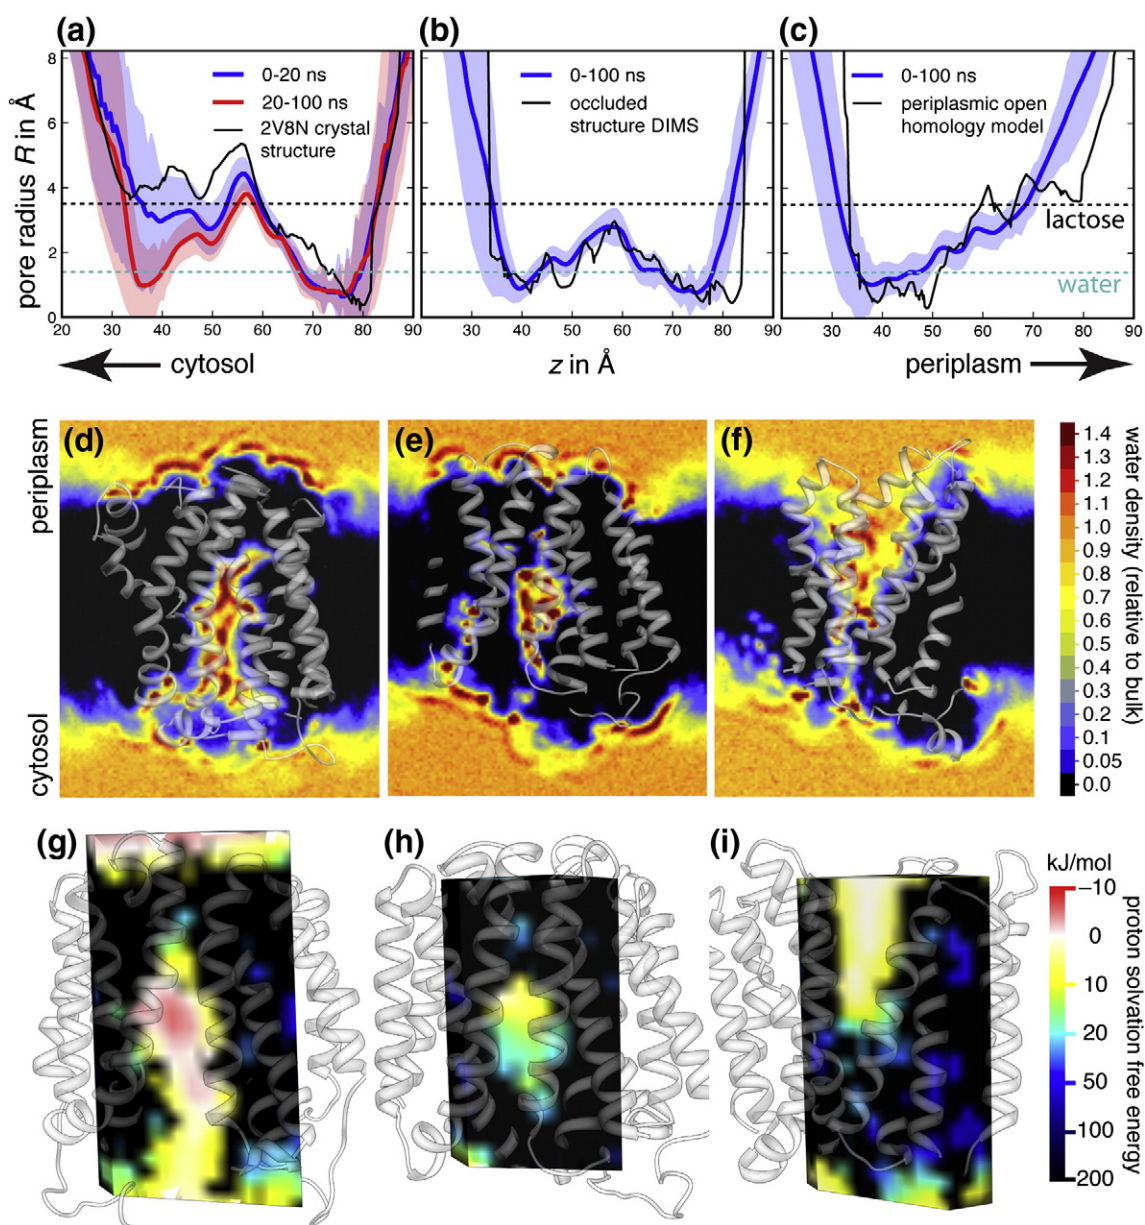 (a)
(b)
(c)
pore radius R in Å
8
6
4
2
0
0-20 ns
20-100 ns
2V8N crystal
structure
0-100 ns
occluded
structure DIMS
0-100 ns
periplasmic open
homology model
lactose
water
20 30 40 50 60 70 80 90
30 40 50 60 70 80 90
30 40 50 60 70 80 90
cytosol
z in Å
periplasm
(d)
(e)
(f)
periplasm
cytosol
1.4
1.3
1.2
1.1
1.0
0.9
0.8
0.7
0.6
0.5
0.4
0.3
0.2
0.1
0.05
0.0
water density (relative to bulk)
(g)
(h)
(i)
kJ/mol
−10
0
10
20
50
100
200
proton solvation free energy